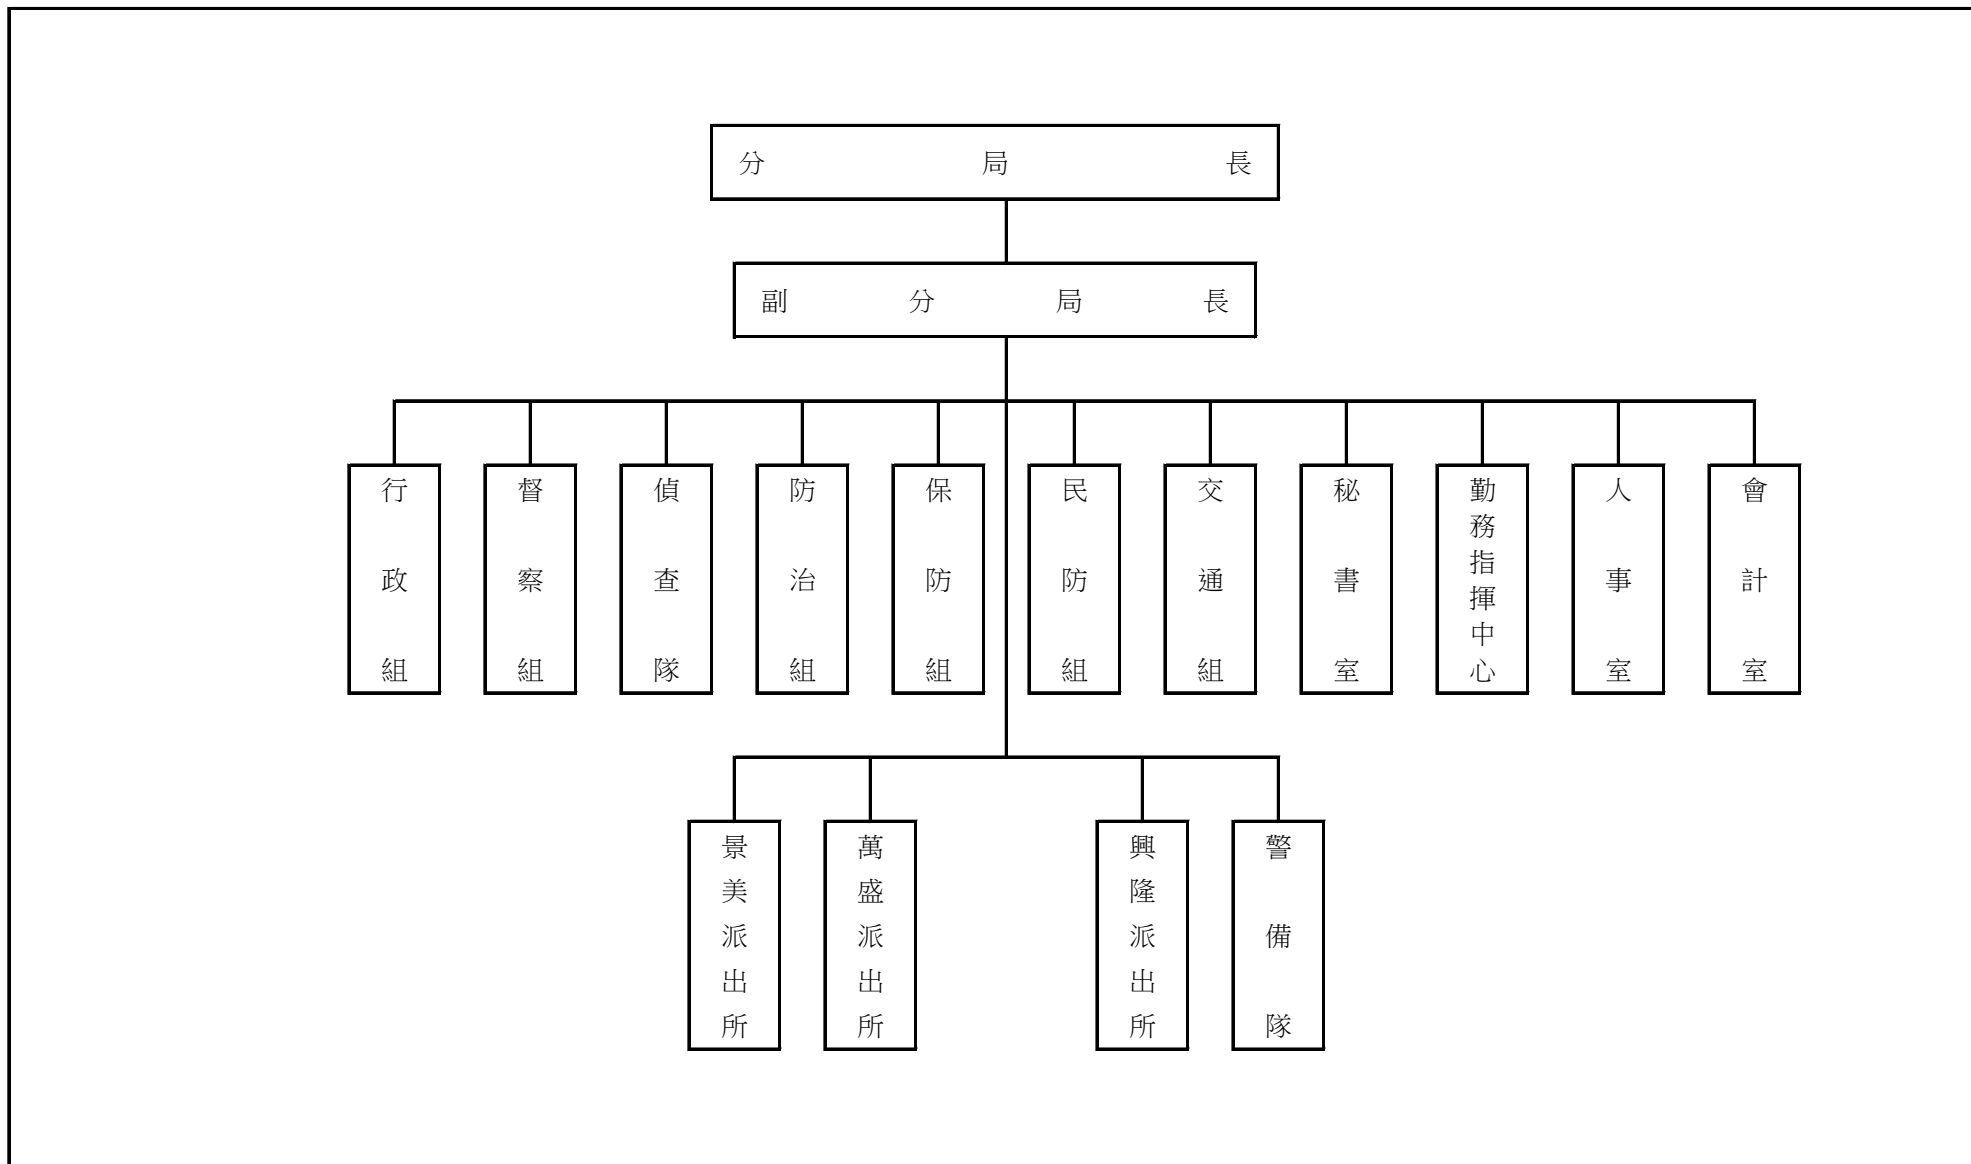 分局長
副分局長
行政組
督察組
偵查隊
防治組
保防組
民防組
交通組
秘書室
勤務指揮中心
人事室
會計室
景美派出所
萬盛派出所
興隆派出所
警備隊